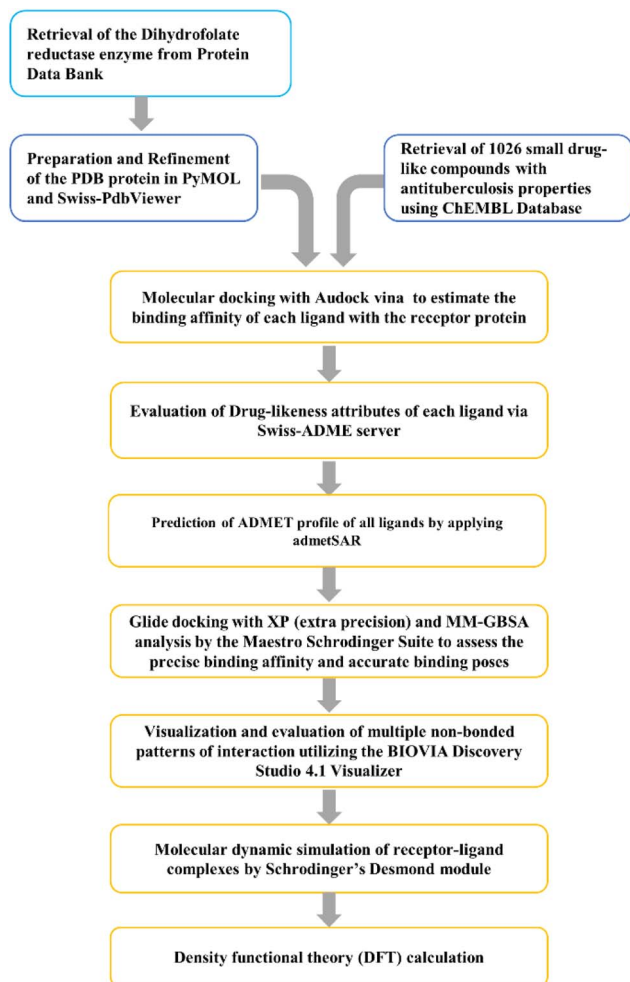 Retrieval of the Dihydrofolate
reductase enzyme from Protein
Data Bank
Preparation and Refinement
of the PDB protein in PyMOL
and Swiss-PdbViewer
Retrieval of 1026 small drug-
like compounds with
antituberculosis properties
using ChEMBL Database
Molecular docking with Audock vina to estimate the
binding affinity of each ligand with the receptor protein
Evaluation of Drug-likeness attributes of each ligand via
Swiss-ADME server
Prediction of ADMET profile of all ligands by applying
admetSAR
Glide docking with XP (extra precision) and MM-GBSA
analysis by the Maestro Schrodinger Suite to assess the
precise binding affinity and accurate binding poses
Visualization and evaluation of multiple non-bonded
patterns of interaction utilizing the BIOVIA Discovery
Studio 4.1 Visualizer
Molecular dynamic simulation of receptor-ligand
complexes by Schrodinger's Desmond module
Density functional theory (DFT) calculation